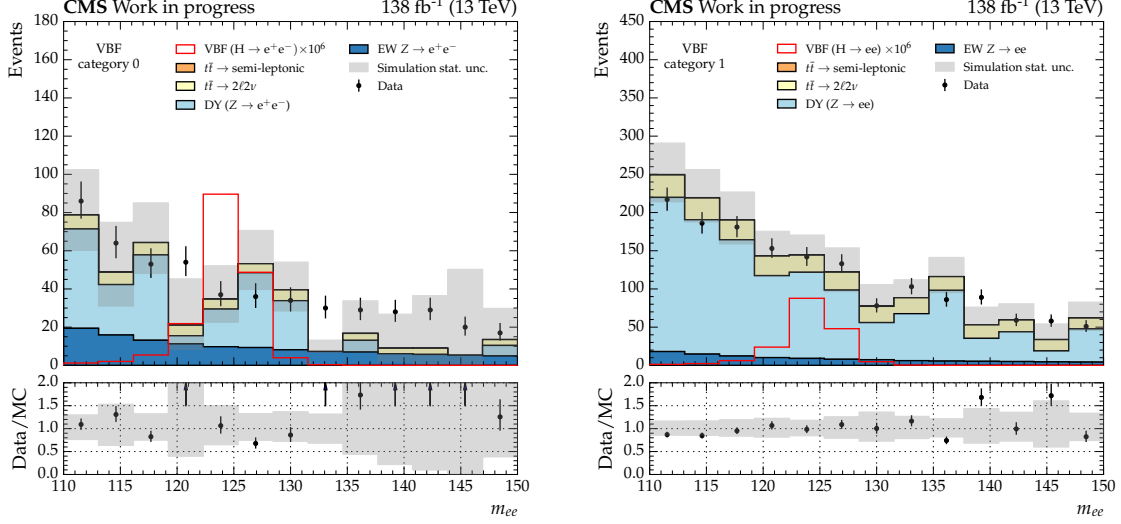 CMS Work in progress 138 fb⁻¹ (13 TeV)
Events
180
160
140
120
100
80
60
40
20
0
VBF
category 0
VBF (H → e⁺e⁻) ×10⁶
tt̄ → semi-leptonic
tt̄ → 2ℓ2ν
DY (Z → e⁺e⁻)
EW Z → e⁺e⁻
Simulation stat. unc.
Data
Data/MC
2.0
1.5
1.0
0.5
0.0
110 115 120 125 130 135 140 145 150
mₑₑ
CMS Work in progress 138 fb⁻¹ (13 TeV)
Events
450
400
350
300
250
200
150
100
50
0
VBF
category 1
VBF (H → ee) ×10⁶
tt̄ → semi-leptonic
tt̄ → 2ℓ2ν
DY (Z → ee)
EW Z → ee
Simulation stat. unc.
Data
Data/MC
2.0
1.5
1.0
0.5
0.0
110 115 120 125 130 135 140 145 150
mₑₑ